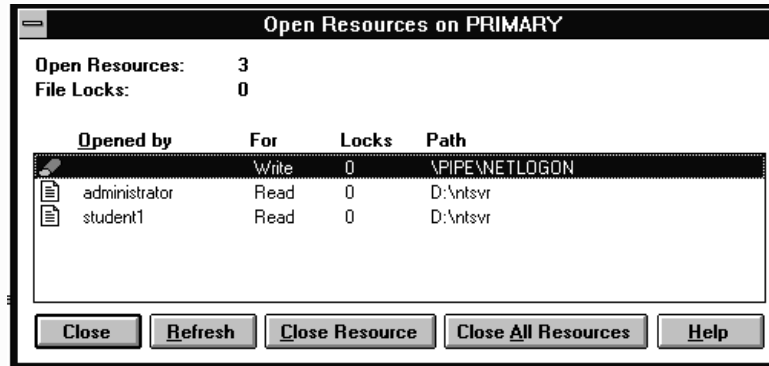 Open Resources on PRIMARY
Open Resources: 3
File Locks: 0
Opened by For Locks Path
Write 0 \PIPE\NETLOGON
administrator Read 0 D:\ntsvr
student1 Read 0 D:\ntsvr
Close Refresh Close Resource Close All Resources Help